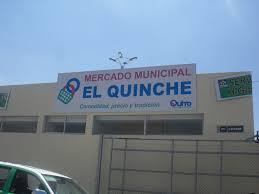 MERCADO MUNICIPAL
EL QUINCHE
Comodidad, precio y tradición
Quito